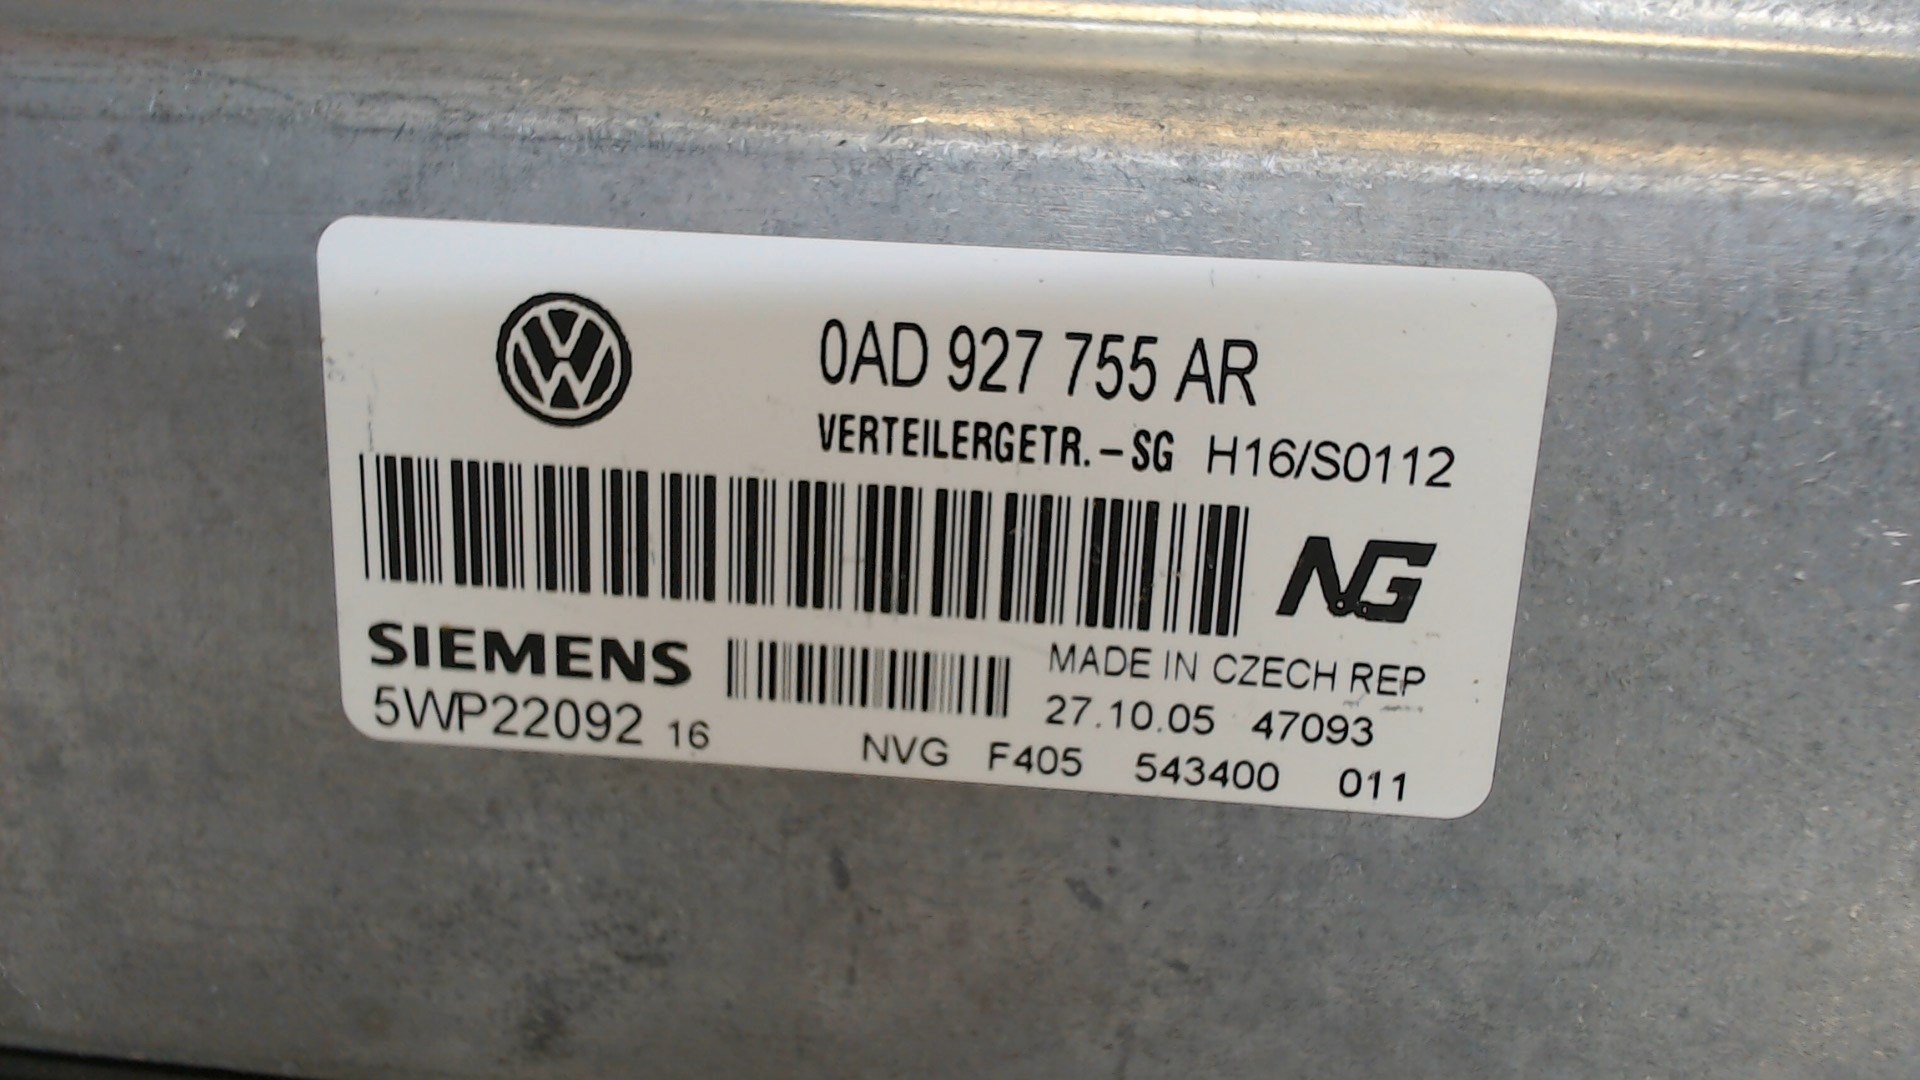 0AD 927 755 AR
VERTEILERGETR.-SG H16/S0112
NG
SIEMENS
MADE IN CZECH REP
5WP22092 16
27.10.05 47093
NVG F405 543400 011